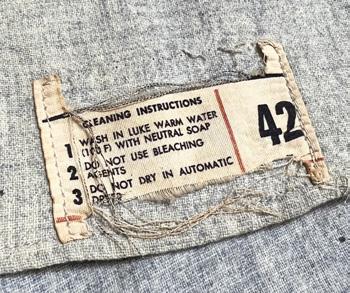 CLEANING INSTRUCTIONS
1 WASH IN LUKE WARM WATER
(100 F) WITH NEUTRAL SOAP
2 DO NOT USE BLEACHING
AGENTS
3 DO NOT DRY IN AUTOMATIC
DRYER
42